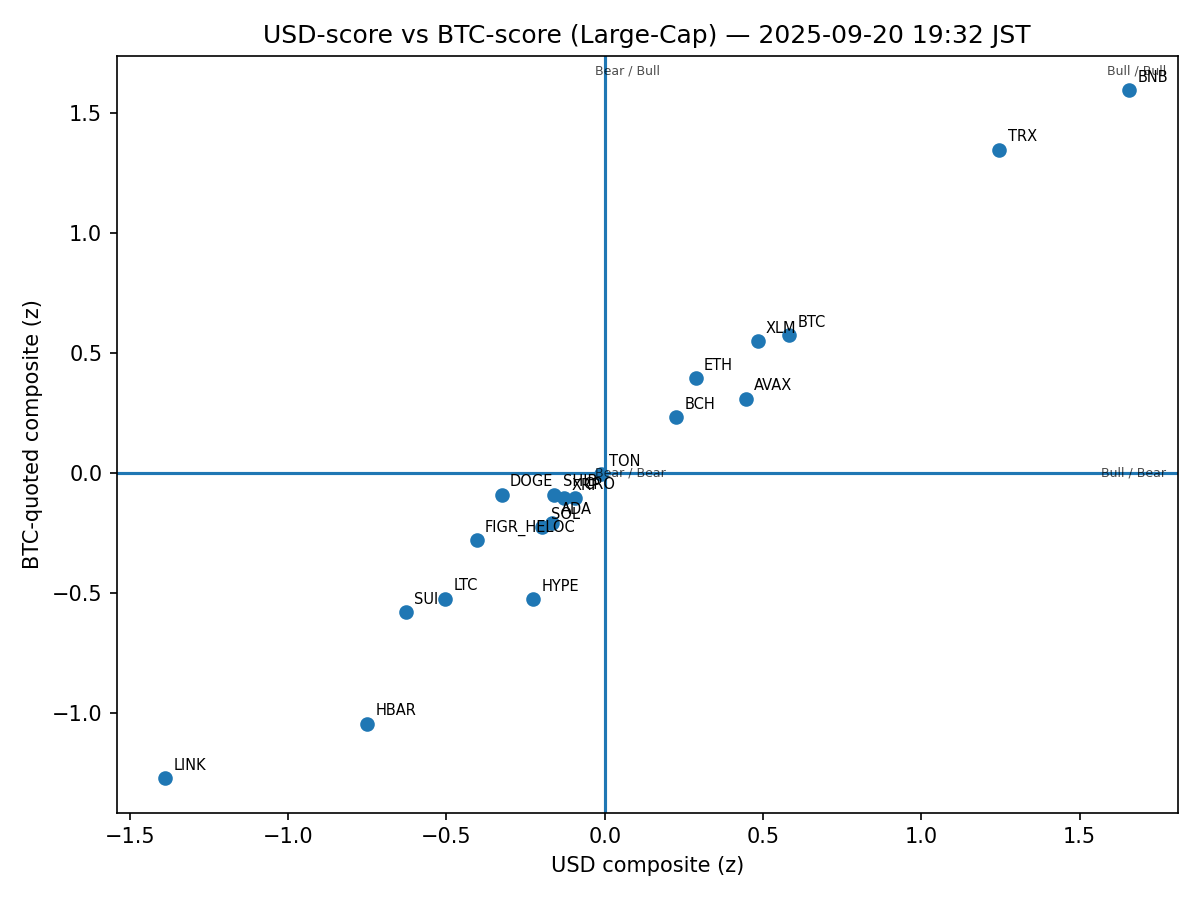 USD-score vs BTC-score (Large-Cap) — 2025-09-20 19:32 JST
Bear / Bull
Bull / Bull
BNB
TRX
XLM
BTC
ETH
AVAX
BCH
TON
Bear / Bear
Bull / Bear
DOGE
SHIB
XRP
CRO
ADA
SOL
FIGR_HELOC
HYPE
LTC
SUI
HBAR
LINK
1.5
1.0
0.5
0.0
−0.5
−1.0
BTC-quoted composite (z)
−1.5
−1.0
−0.5
0.0
0.5
1.0
1.5
USD composite (z)